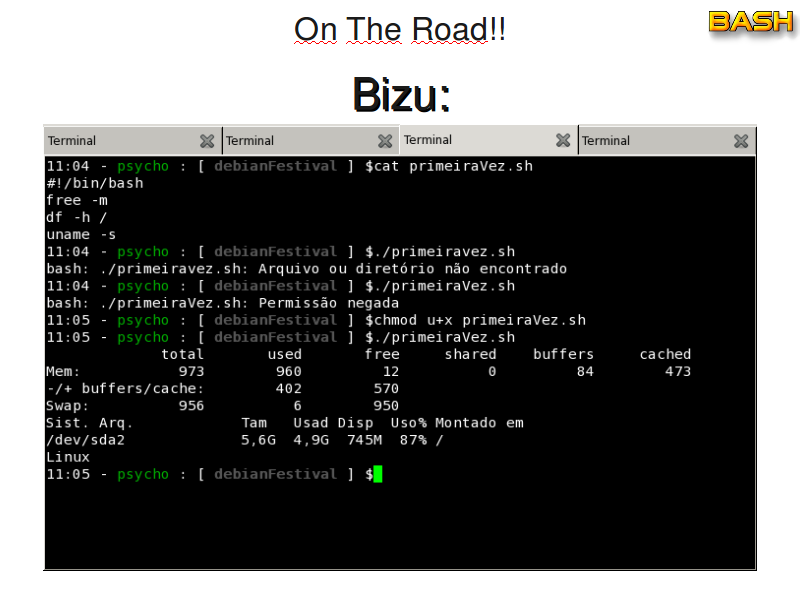 On The Road!!
BASH
Bizu:
Terminal Terminal Terminal Terminal
11:04 - psycho : [ debianFestival ] $cat primeiraVez.sh
#!/bin/bash
free -m
df -h /
uname -s
11:04 - psycho : [ debianFestival ] $./primeiravez.sh
bash: ./primeiravez.sh: Arquivo ou diretório não encontrado
11:04 - psycho : [ debianFestival ] $./primeiraVez.sh
bash: ./primeiraVez.sh: Permissão negada
11:05 - psycho : [ debianFestival ] $chmod u+x primeiraVez.sh
11:05 - psycho : [ debianFestival ] $./primeiraVez.sh
total used free shared buffers cached
Mem: 973 960 12 0 84 473
-/+ buffers/cache: 402 570
Swap: 956 6 950
Sist. Arq. Tam Usad Disp Uso% Montado em
/dev/sda2 5,6G 4,9G 745M 87% /
Linux
11:05 - psycho : [ debianFestival ] $